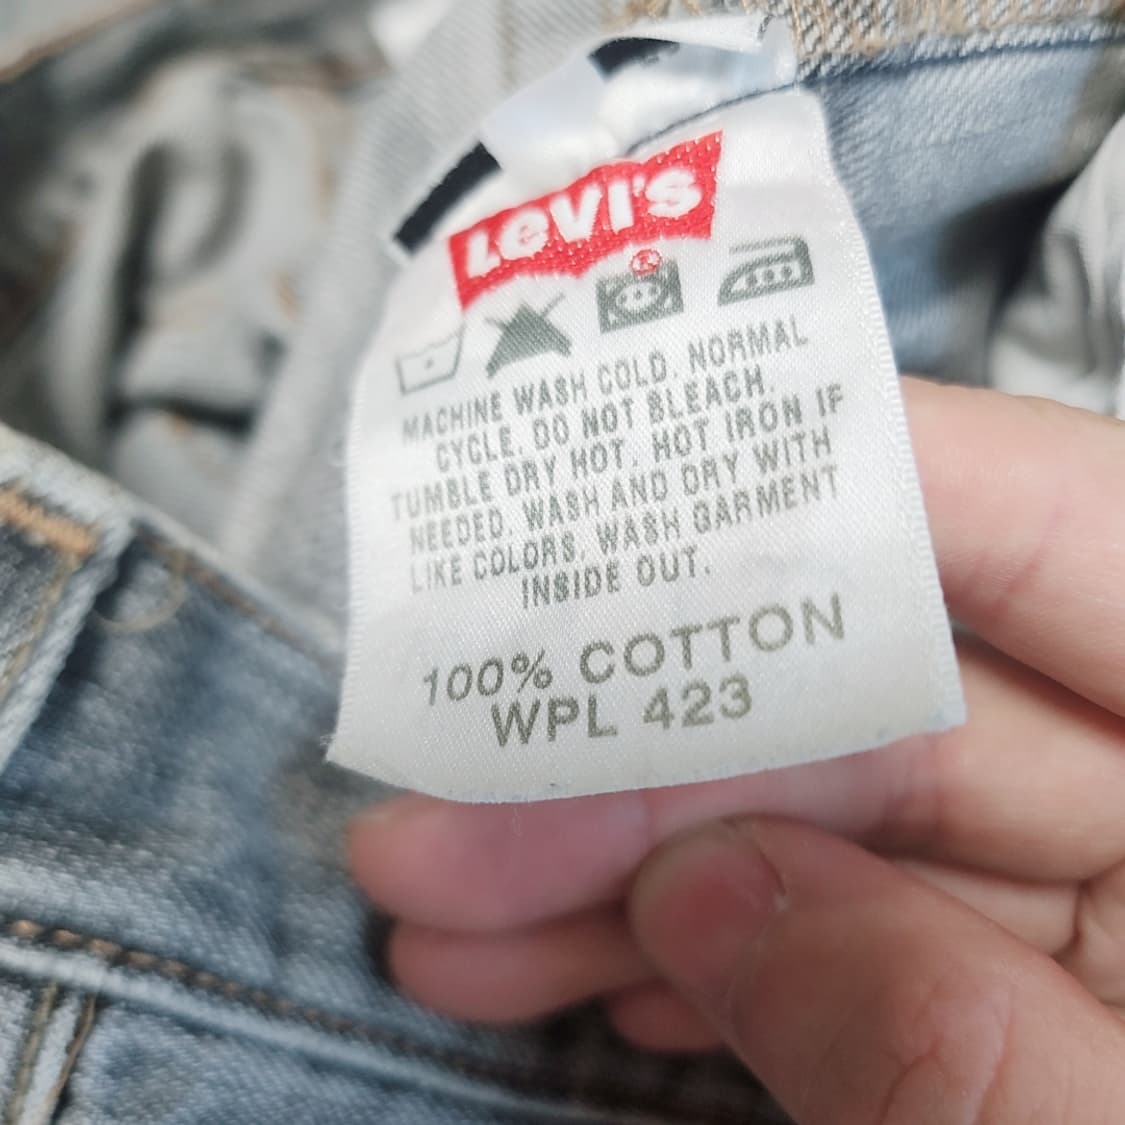 LEVI'S
MACHINE WASH COLD. NORMAL
CYCLE. DO NOT BLEACH.
TUMBLE DRY HOT. HOT IRON IF
NEEDED. WASH AND DRY WITH
LIKE COLORS. WASH GARMENT
INSIDE OUT.
100% COTTON
WPL 423